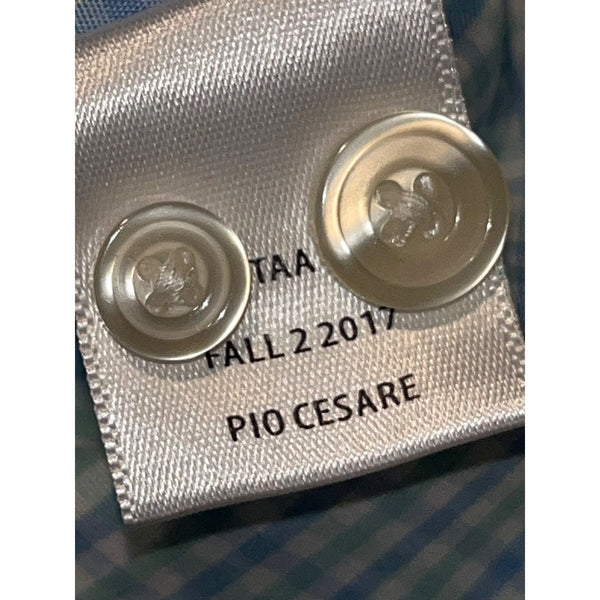 TAA
FALL 2 2017
PIO CESARE